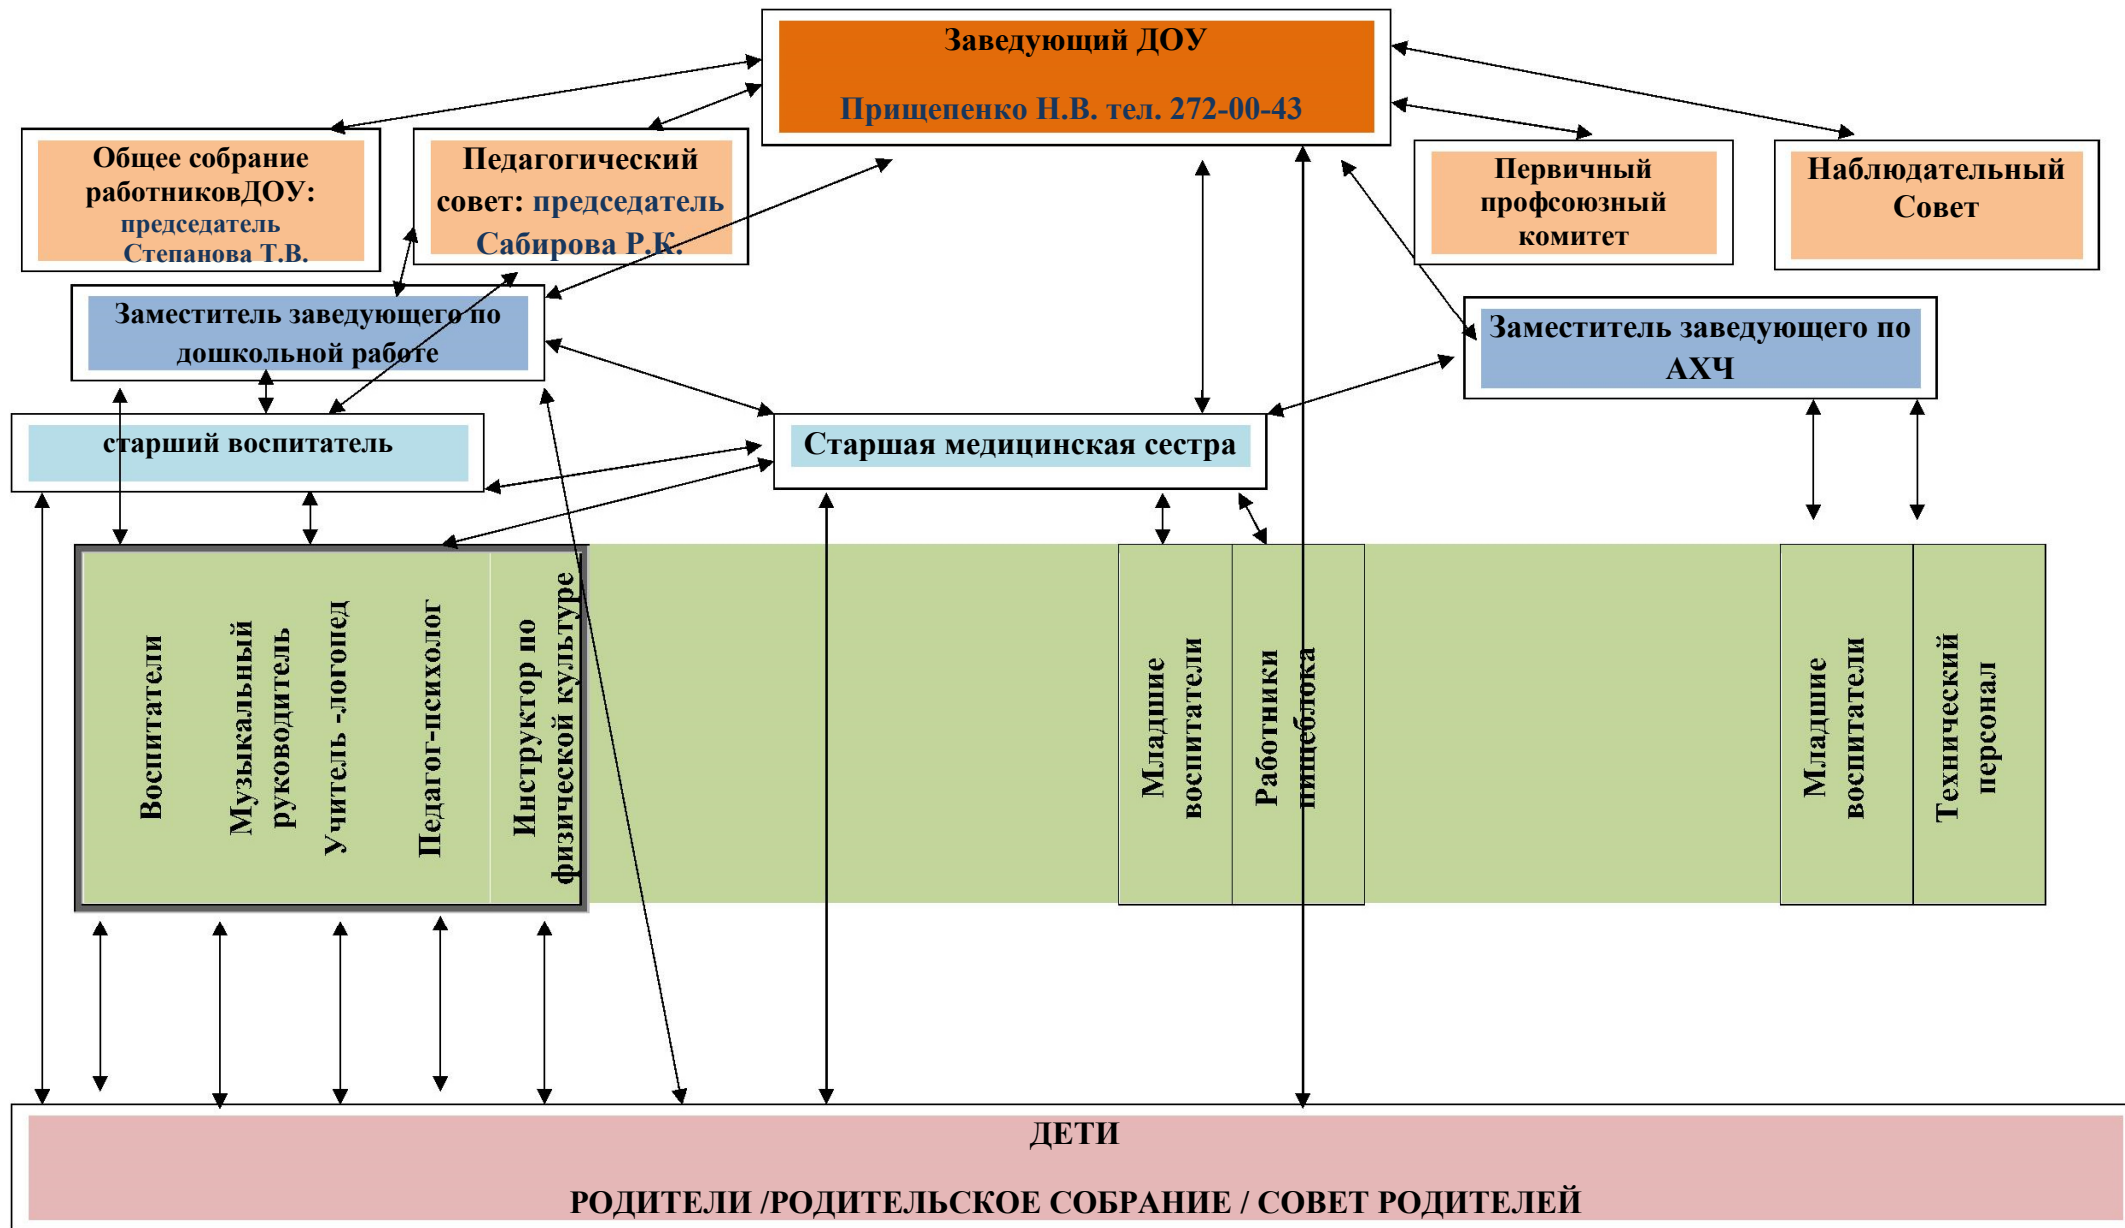 Заведующий ДОУ
Прищепенко Н.В. тел. 272-00-43
Общее собрание
работниковДОУ:
председатель
Степанова Т.В.
Педагогический
совет: председатель
Сабирова Р.К.
Первичный
профсоюзный
комитет
Наблюдательный
Совет
Заместитель заведующего по
дошкольной работе
Заместитель заведующего по
АХЧ
старший воспитатель
Старшая медицинская сестра
Воспитатели
Музыкальный
руководитель
Учитель -логопед
Педагог-психолог
Инструктор по
физической культуре
Младшие
воспитатели
Работники
пищеблока
Младшие
воспитатели
Технический
персонал
ДЕТИ
РОДИТЕЛИ /РОДИТЕЛЬСКОЕ СОБРАНИЕ / СОВЕТ РОДИТЕЛЕЙ